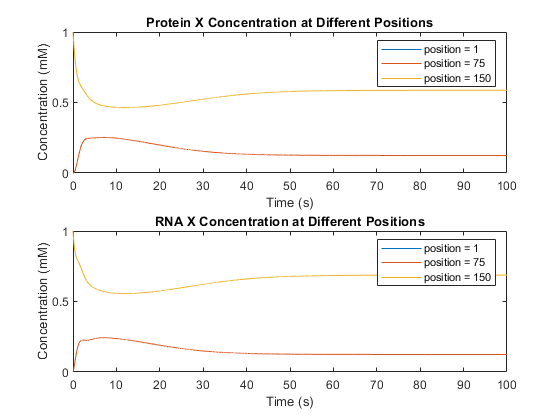 Protein X Concentration at Different Positions
Concentration (mM)
1
0.5
0
0 10 20 30 40 50 60 70 80 90 100
Time (s)
position = 1
position = 75
position = 150
RNA X Concentration at Different Positions
Concentration (mM)
1
0.5
0
0 10 20 30 40 50 60 70 80 90 100
Time (s)
position = 1
position = 75
position = 150